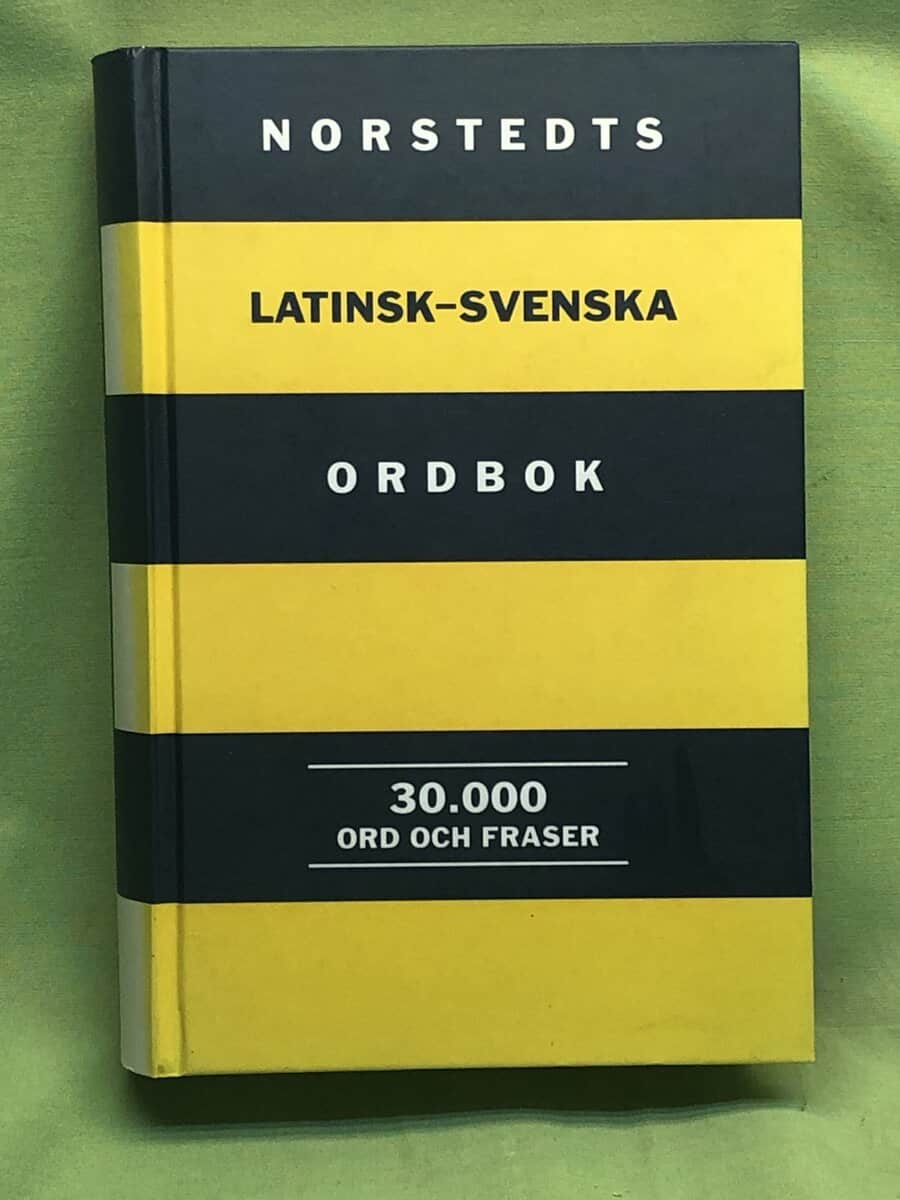 NORSTEDTS
LATINSK–SVENSKA
ORDBOK
30.000
ORD OCH FRASER